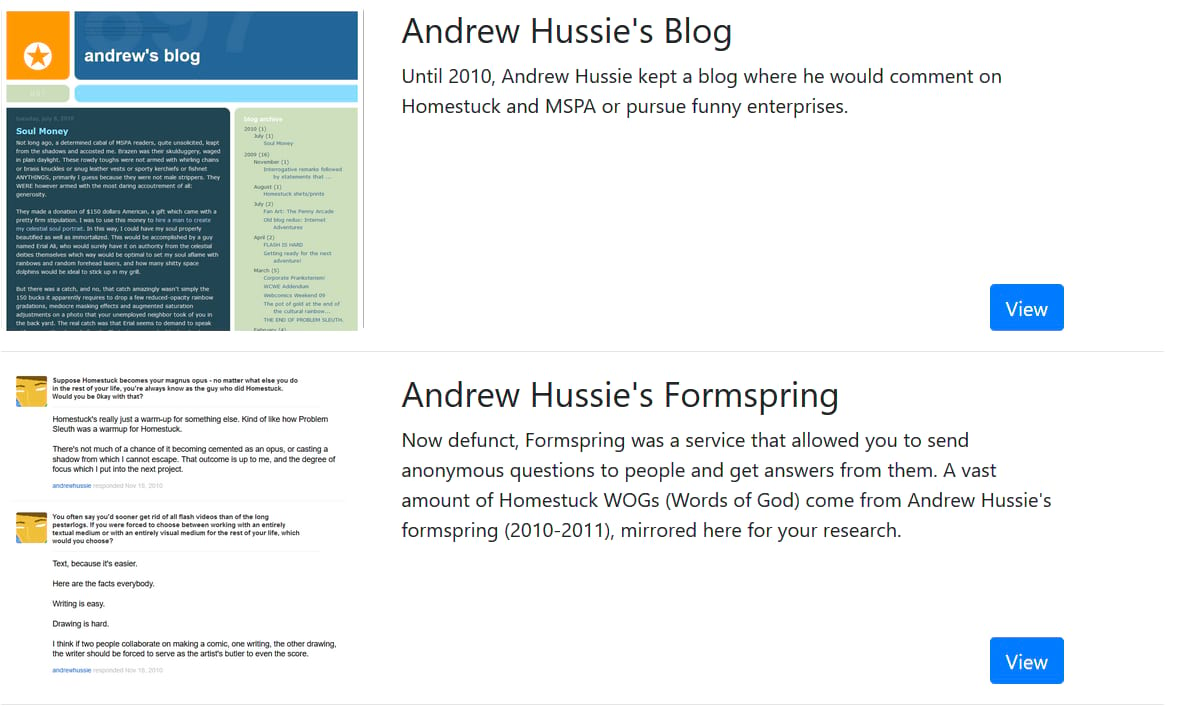 andrew's blog
Tuesday, July 6, 2010
Soul Money
Not long ago, a determined cabal of MSPA readers, quite unsolicited, leapt
from the shadows and accosted me. Brazen was their skulduggery, waged
in plain daylight. These rowdy toughs were not armed with whirling chains
or brass knuckles or snug leather vests or sporty kerchiefs or fishnet
ANYTHINGS, primarily I guess because they were not male strippers. They
WERE however armed with the most daring accoutrement of all:
generosity.
They made a donation of $150 dollars American, a gift which came with a
pretty firm stipulation. I was to use this money to hire a man to create
my celestial soul portrait. In this way, I could have my soul properly
beautified as well as immortalized. This would be accomplished by a guy
named Erial Ali, who would surely have it on authority from the celestial
deities themselves which way would be optimal to set my soul aflame with
rainbows and random forehead lasers, and how many shitty space
dolphins would be ideal to stick up in my grill.
But there was a catch, and no, that catch amazingly wasn't simply the
150 bucks it apparently requires to drop a few reduced-opacity rainbow
gradations, mediocre masking effects and augmented saturation
adjustments on a photo that your unemployed neighbor took of you in
the back yard. The real catch was that Erial seems to demand to speak
blog archive
2010 (1)
July (1)
Soul Money
2009 (16)
November (1)
Interrogative remarks followed
by statements that ...
August (1)
Homestuck shirts/prints
July (2)
Fan Art: The Penny Arcade
Old blog redux: Internet
Adventures
April (2)
FLASH IS HARD
Getting ready for the next
adventure!
March (5)
Corporate Pranksterism!
WCWE Addendum
Webcomics Weekend 09
The pot of gold at the end of
the cultural rainbow...
THE END OF PROBLEM SLEUTH.
February (4)
Andrew Hussie's Blog
Until 2010, Andrew Hussie kept a blog where he would comment on
Homestuck and MSPA or pursue funny enterprises.
View
Suppose Homestuck becomes your magnus opus - no matter what else you do
in the rest of your life, you're always know as the guy who did Homestuck.
Would you be 0kay with that?
Homestuck's really just a warm-up for something else. Kind of like how Problem
Sleuth was a warmup for Homestuck.
There's not much of a chance of it becoming cemented as an opus, or casting a
shadow from which I cannot escape. That outcome is up to me, and the degree of
focus which I put into the next project.
andrewhussie responded Nov 18, 2010
You often say you'd sooner get rid of all flash videos than of the long
pesterlogs. If you were forced to choose between working with an entirely
textual medium or with an entirely visual medium for the rest of your life, which
would you choose?
Text, because it's easier.
Here are the facts everybody.
Writing is easy.
Drawing is hard.
I think if two people collaborate on making a comic, one writing, the other drawing,
the writer should be forced to serve as the artist's butler to even the score.
andrewhussie responded Nov 18, 2010
Andrew Hussie's Formspring
Now defunct, Formspring was a service that allowed you to send
anonymous questions to people and get answers from them. A vast
amount of Homestuck WOGs (Words of God) come from Andrew Hussie's
formspring (2010-2011), mirrored here for your research.
View